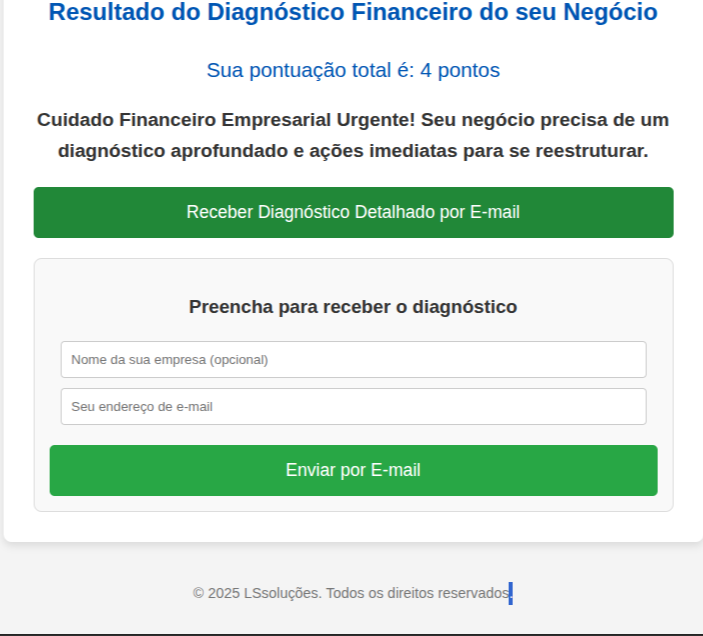 Resultado do Diagnóstico Financeiro do seu Negócio
Sua pontuação total é: 4 pontos
Cuidado Financeiro Empresarial Urgente! Seu negócio precisa de um
diagnóstico aprofundado e ações imediatas para se reestruturar.
Receber Diagnóstico Detalhado por E-mail
Preencha para receber o diagnóstico
Nome da sua empresa (opcional)
Seu endereço de e-mail
Enviar por E-mail
© 2025 LSsoluções. Todos os direitos reservados.